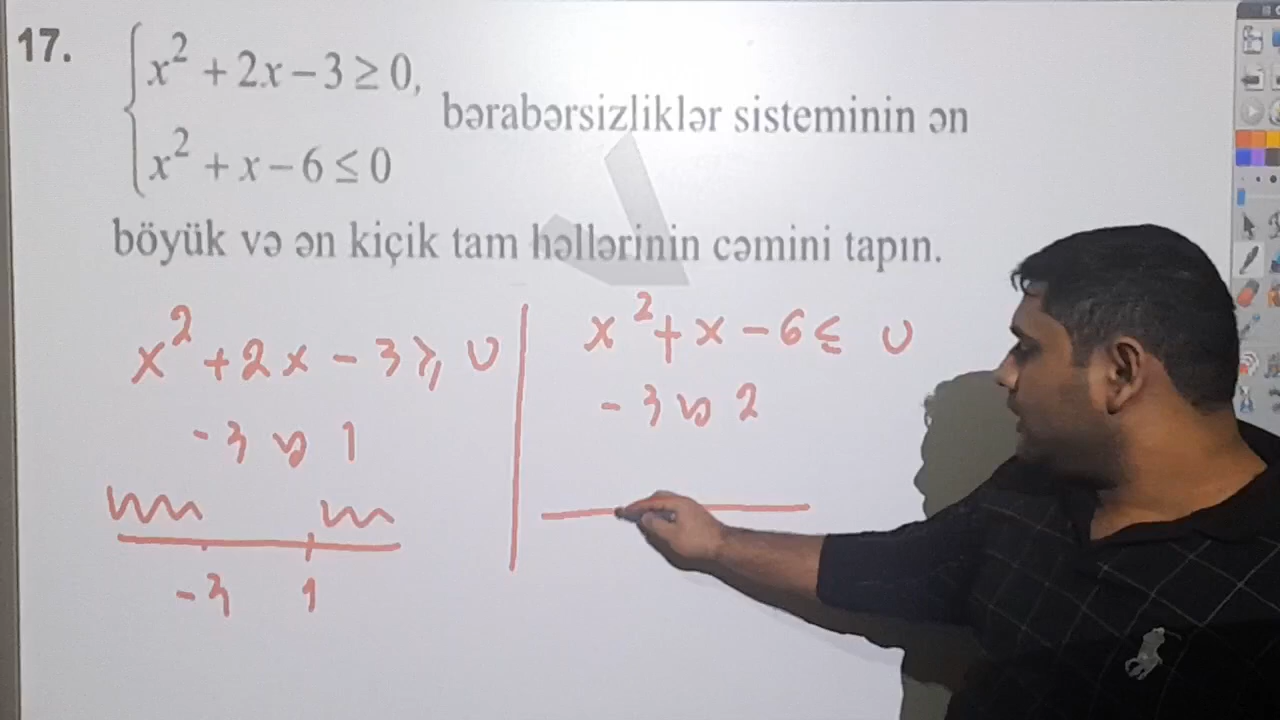 17.
x² + 2x − 3 ≥ 0,
x² + x − 6 ≤ 0
bərabərsizliklər sisteminin ən
böyük və ən kiçik tam həllərinin cəmini tapın.
x² + 2x − 3 ≥ 0
-3 və 1
-3 1
x² + x − 6 ≤ 0
-3 və 2